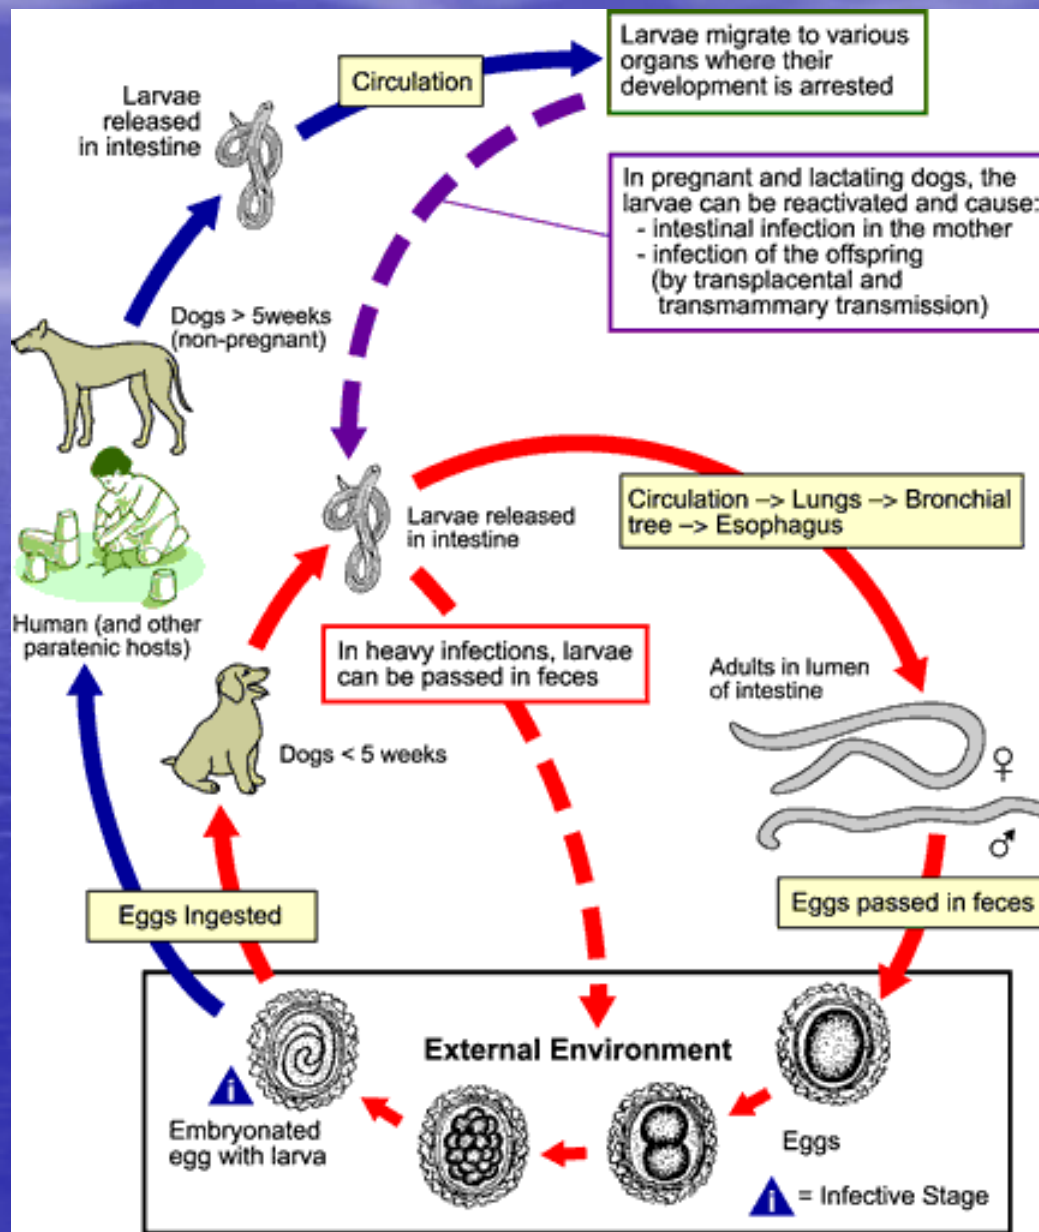 Larvae migrate to various
organs where their
development is arrested
Circulation
Larvae
released
in intestine
In pregnant and lactating dogs, the
larvae can be reactivated and cause:
- intestinal infection in the mother
- infection of the offspring
(by transplacental and
transmammary transmission)
Dogs > 5weeks
(non-pregnant)
Circulation –> Lungs –> Bronchial
tree –> Esophagus
Larvae released
in intestine
Human (and other
paratenic hosts)
In heavy infections, larvae
can be passed in feces
Adults in lumen
of intestine
♀
Dogs < 5 weeks
♂
Eggs Ingested
Eggs passed in feces
External Environment
i
Embryonated
egg with larva
Eggs
i = Infective Stage